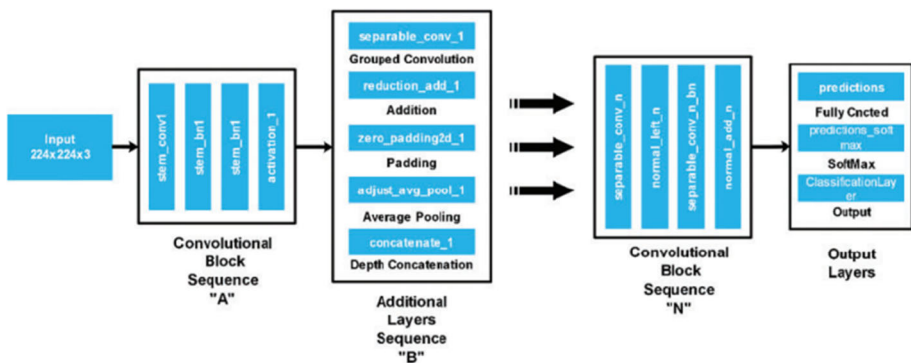 Input
224x224x3
stem_conv1
stem_bn1
stem_bn1
activation_1
Convolutional
Block
Sequence
"A"
separable_conv_1
Grouped Convolution
reduction_add_1
Addition
zero_padding2d_1
Padding
adjust_avg_pool_1
Average Pooling
concatenate_1
Depth Concatenation
Additional
Layers
Sequence
"B"
separable_conv_n
normal_left_n
separable_conv_n_bn
normal_add_n
Convolutional
Block
Sequence
"N"
predictions
Fully Cncted
predictions_soft
max
SoftMax
ClassificationLay
er
Output
Output
Layers